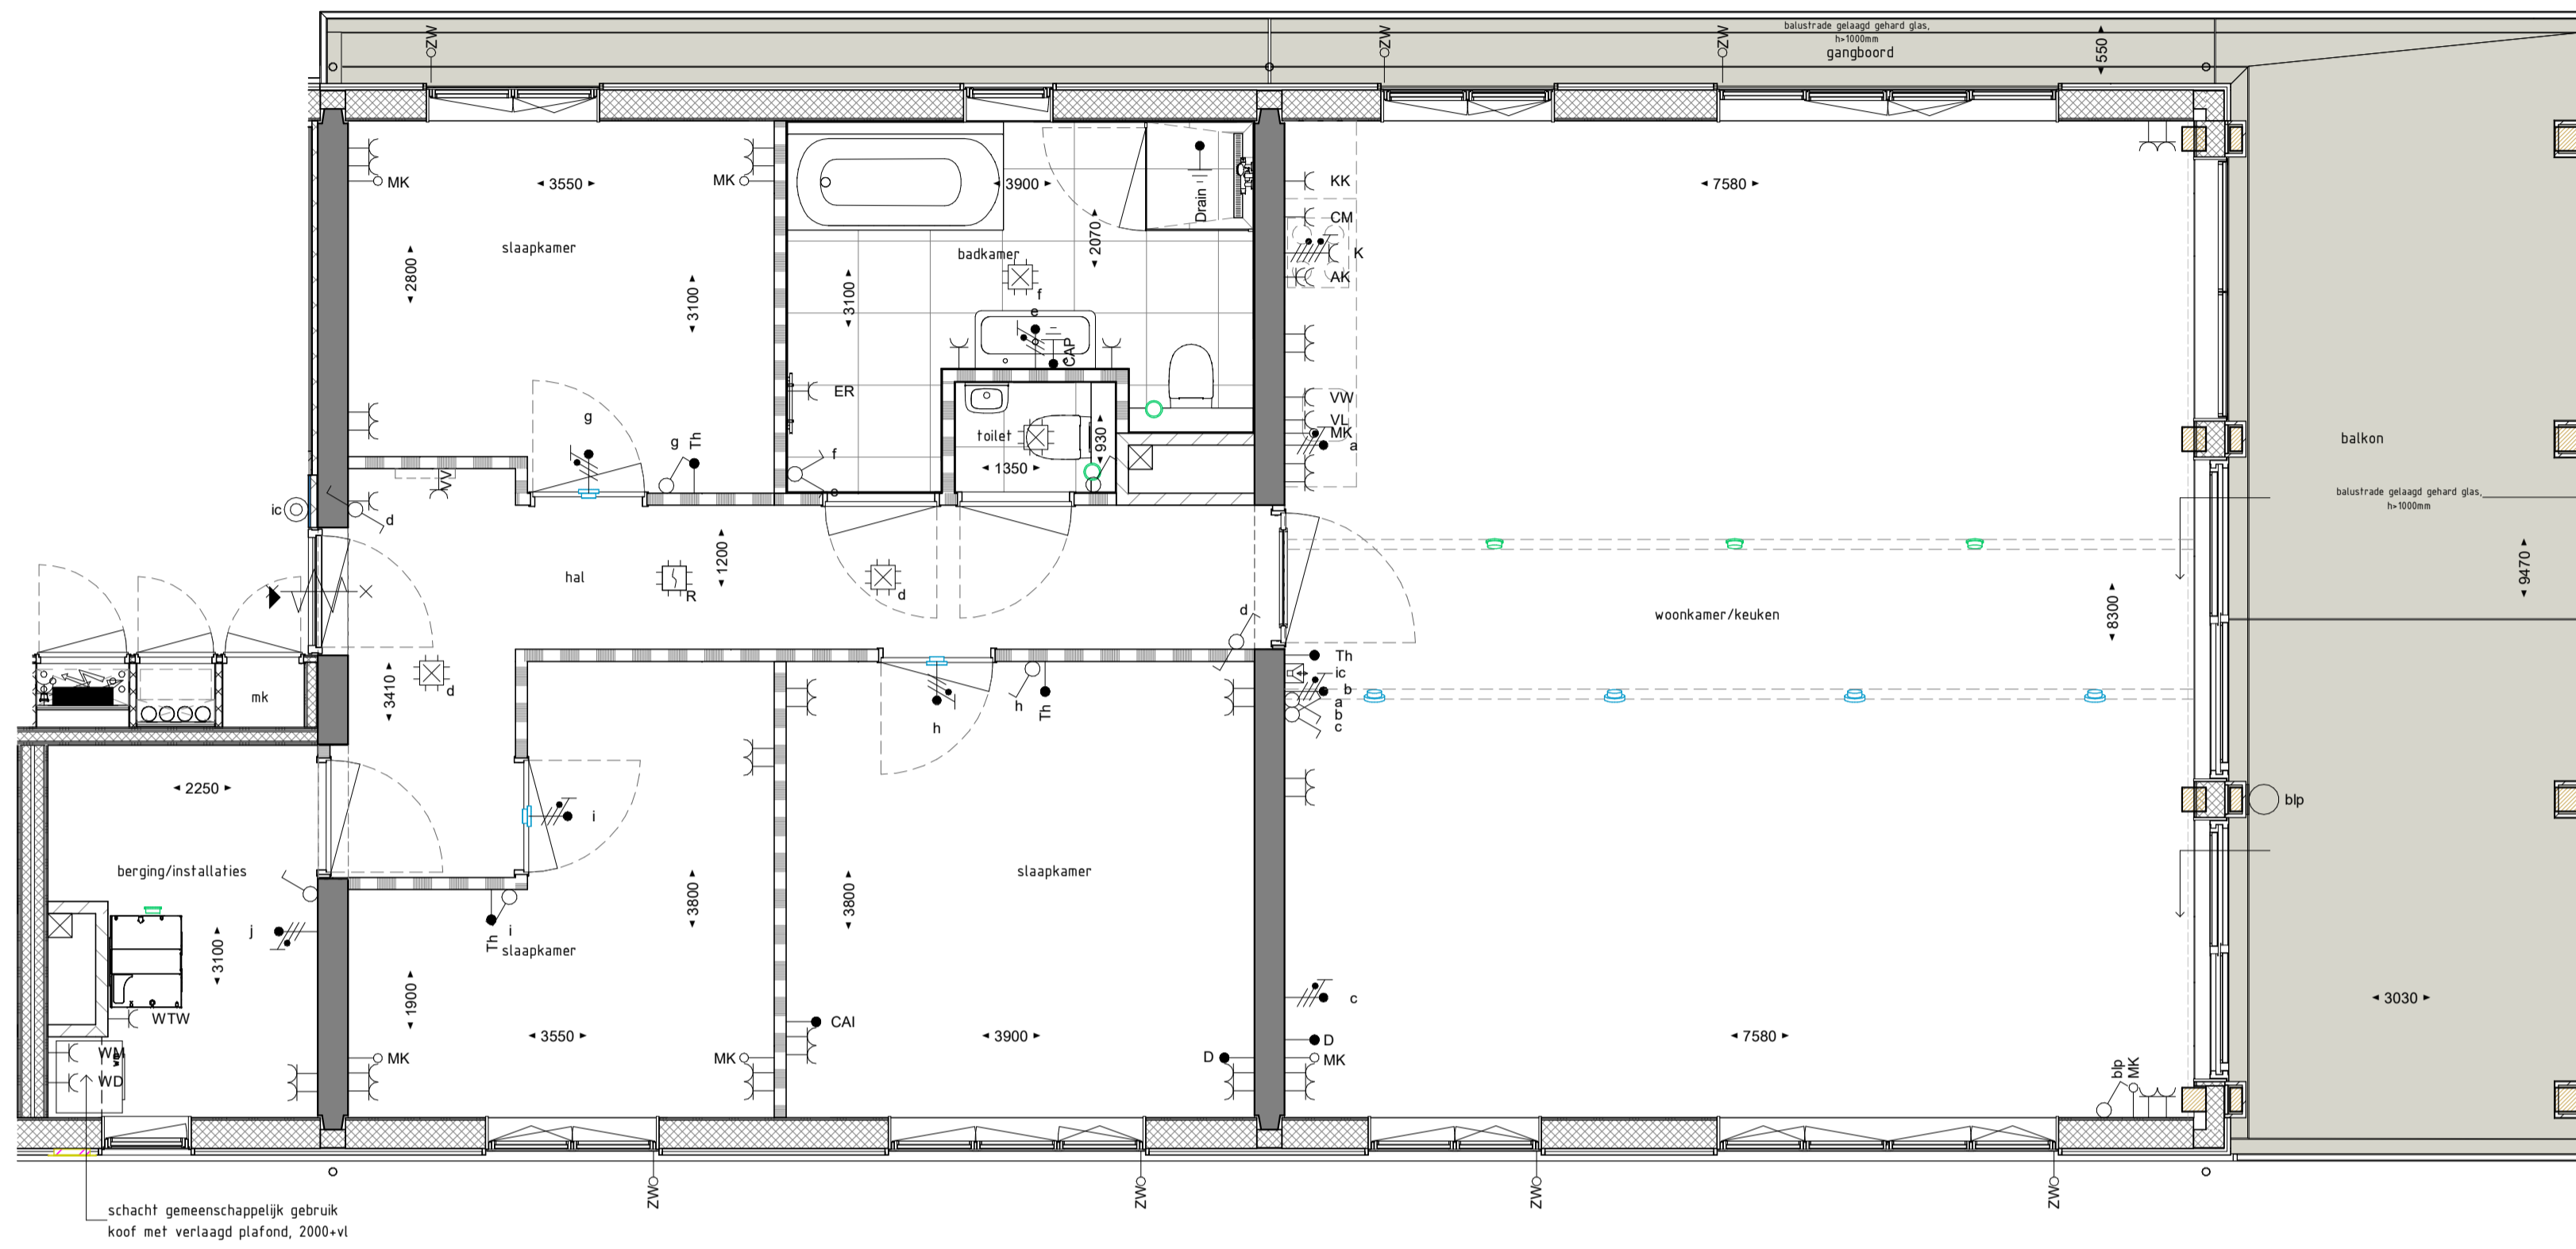 ZW
ZW
ZW
balustrade gelaagd gehard glas,
h>1000mm
gangboord
550
MK
3550
MK
3900
Drain
KK
7580
CM
2070
slaapkamer
badkamer
K
2800
3100
3100
AK
f
e
CAP
ER
VW
VL
MK
a
g
g
Th
toilet
930
1350
balkon
f
e
VV
balustrade gelaagd gehard glas,
h>1000mm
ic
d
1200
hal
R
d
9470
d
8300
woonkamer/keuken
Th
ic
b
a
b
c
mk
3410
d
h
h
Th
2250
i
blp
berging/installaties
slaapkamer
3800
3800
j
Th
i
slaapkamer
3100
1900
c
3030
WTW
CAI
3550
3900
7580
D
WM
MK
MK
D
MK
WD
blp
MK
ZW
ZW
ZW
ZW
schacht gemeenschappelijk gebruik
koof met verlaagd plafond, 2000+vl